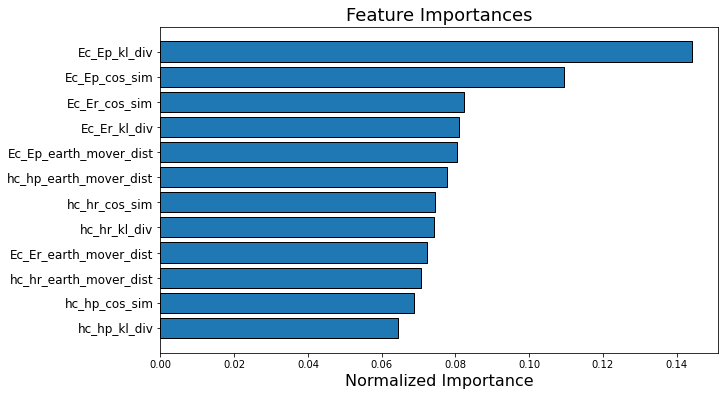 Feature Importances
Ec_Ep_kl_div
Ec_Ep_cos_sim
Ec_Er_cos_sim
Ec_Er_kl_div
Ec_Ep_earth_mover_dist
hc_hp_earth_mover_dist
hc_hr_cos_sim
hc_hr_kl_div
Ec_Er_earth_mover_dist
hc_hr_earth_mover_dist
hc_hp_cos_sim
hc_hp_kl_div
0.00 0.02 0.04 0.06 0.08 0.10 0.12 0.14
Normalized Importance